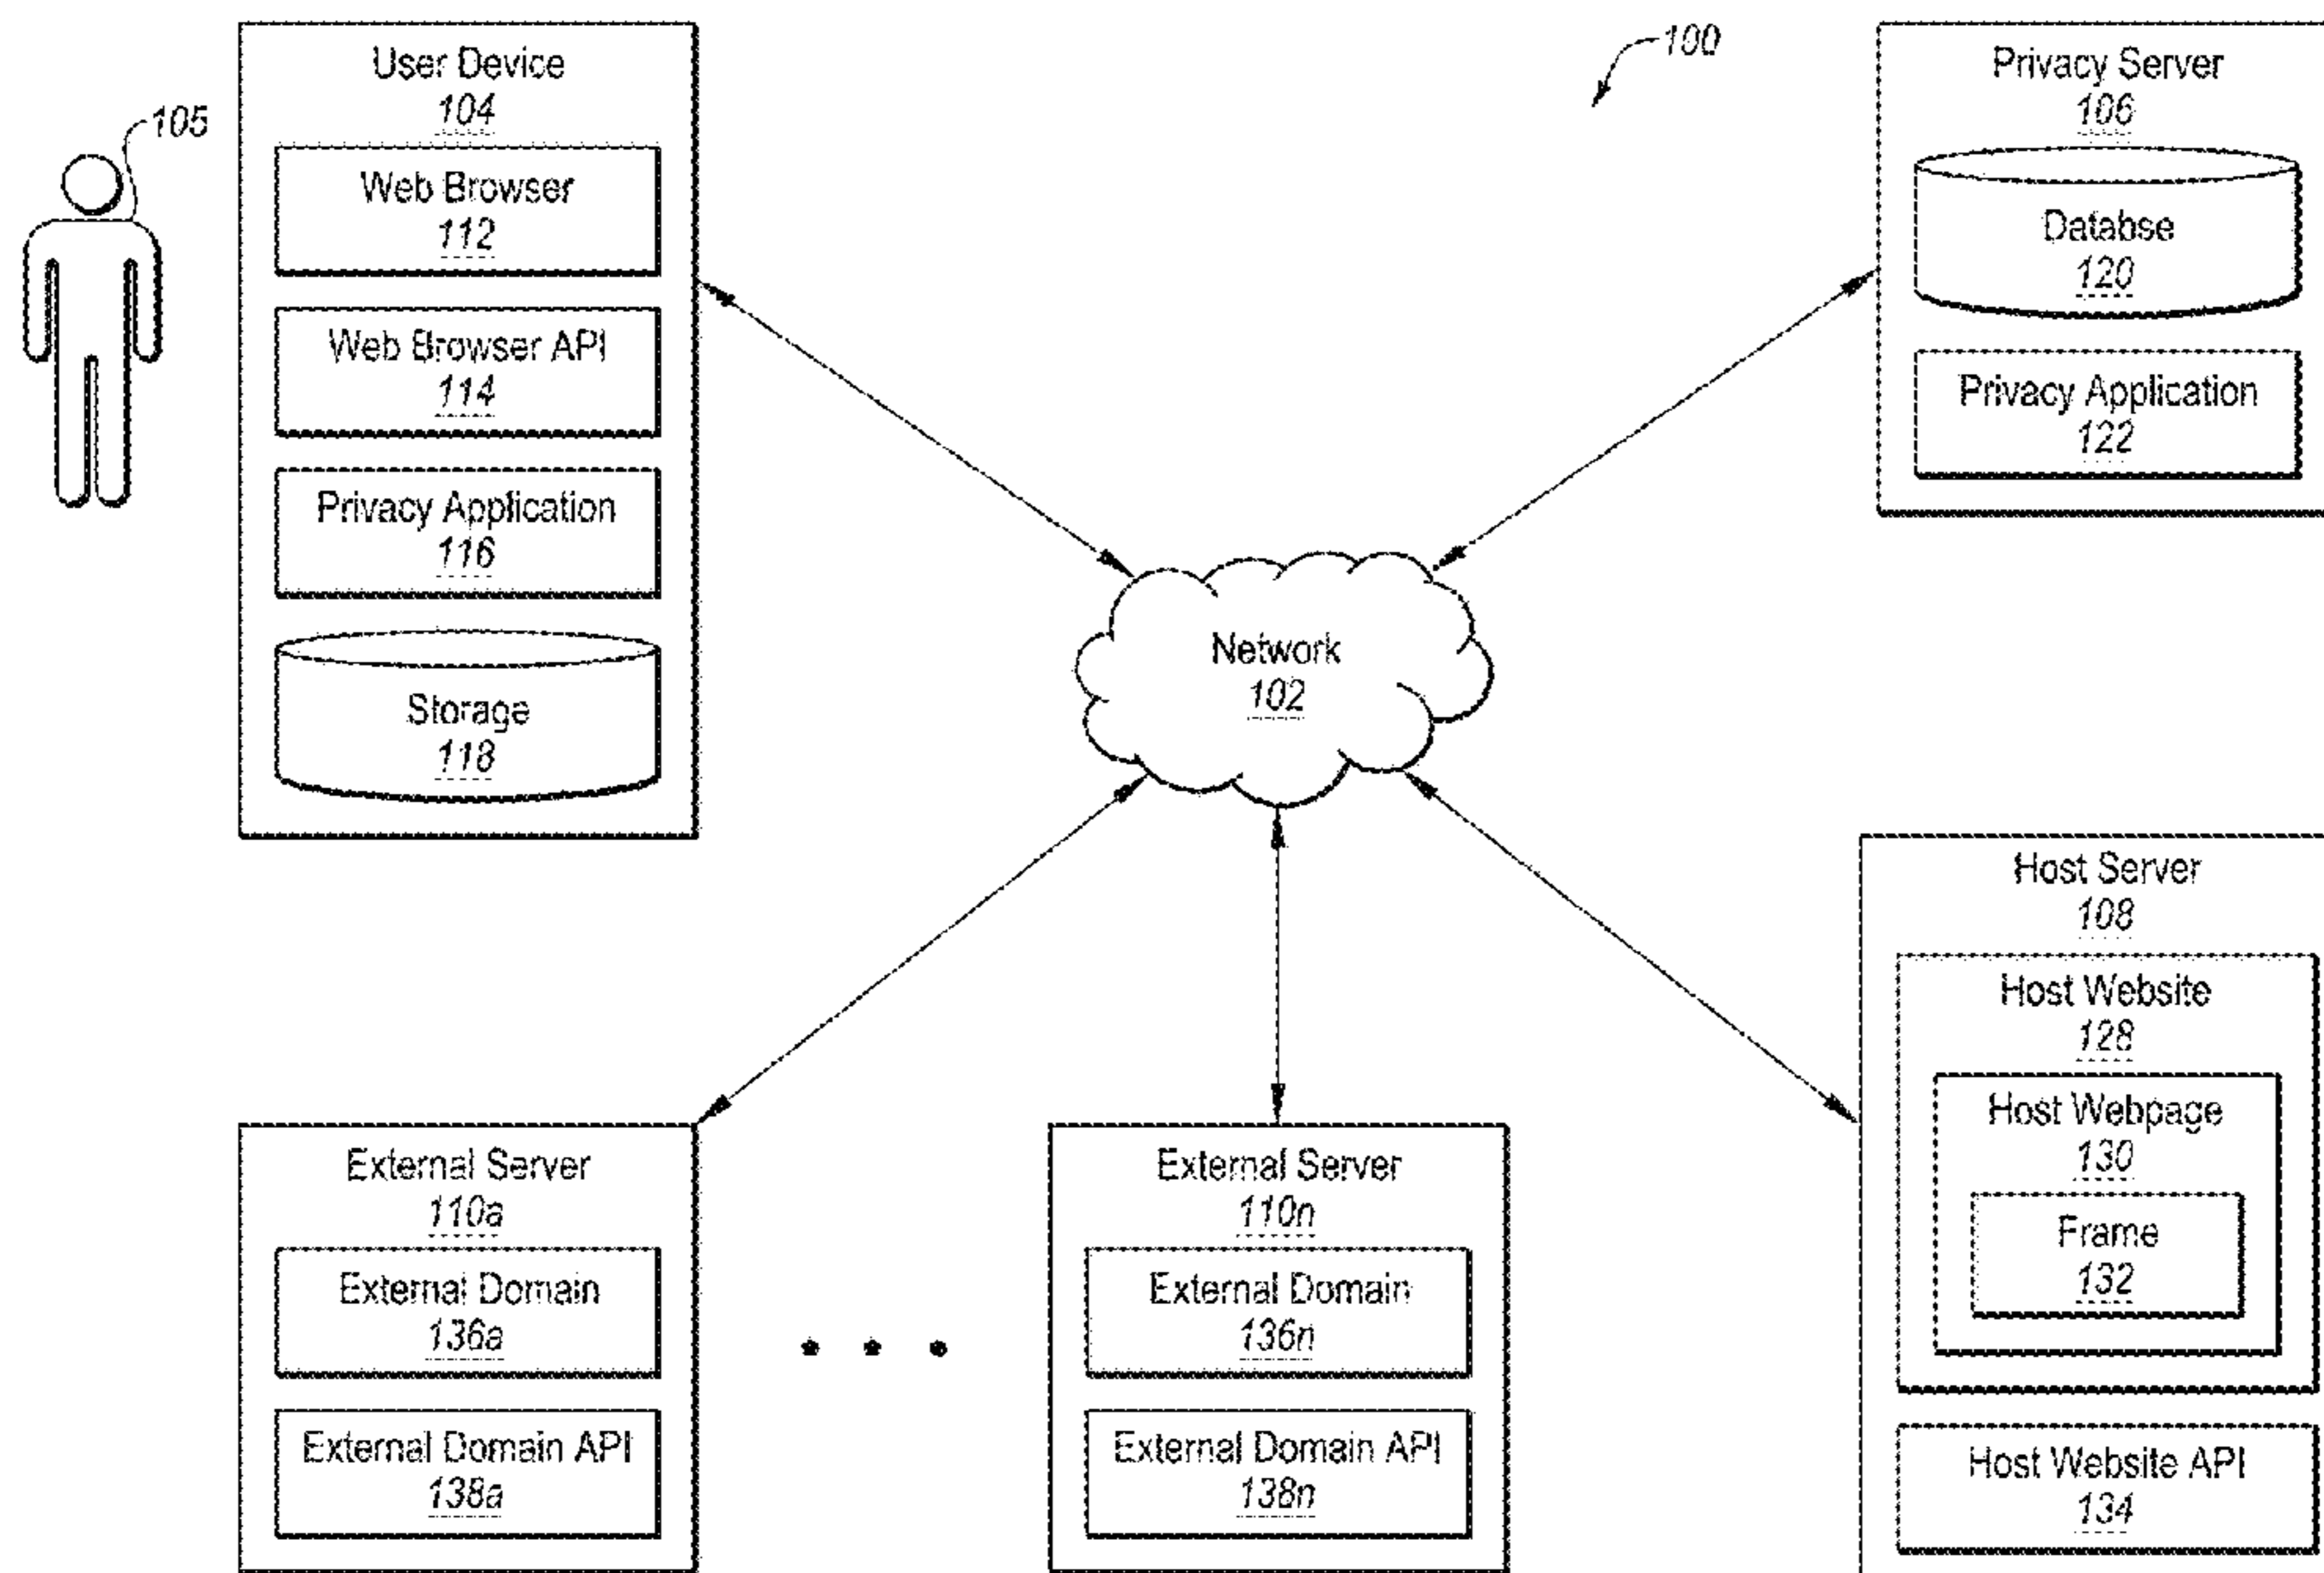 100
105
User Device
104
Web Browser
112
Web Browser API
114
Privacy Application
116
Storage
118
Privacy Server
106
Databse
120
Privacy Application
122
Network
102
External Server
110a
External Domain
136a
External Domain API
138a
External Server
110n
External Domain
136n
External Domain API
138n
Host Server
108
Host Website
128
Host Webpage
130
Frame
132
Host Website API
134